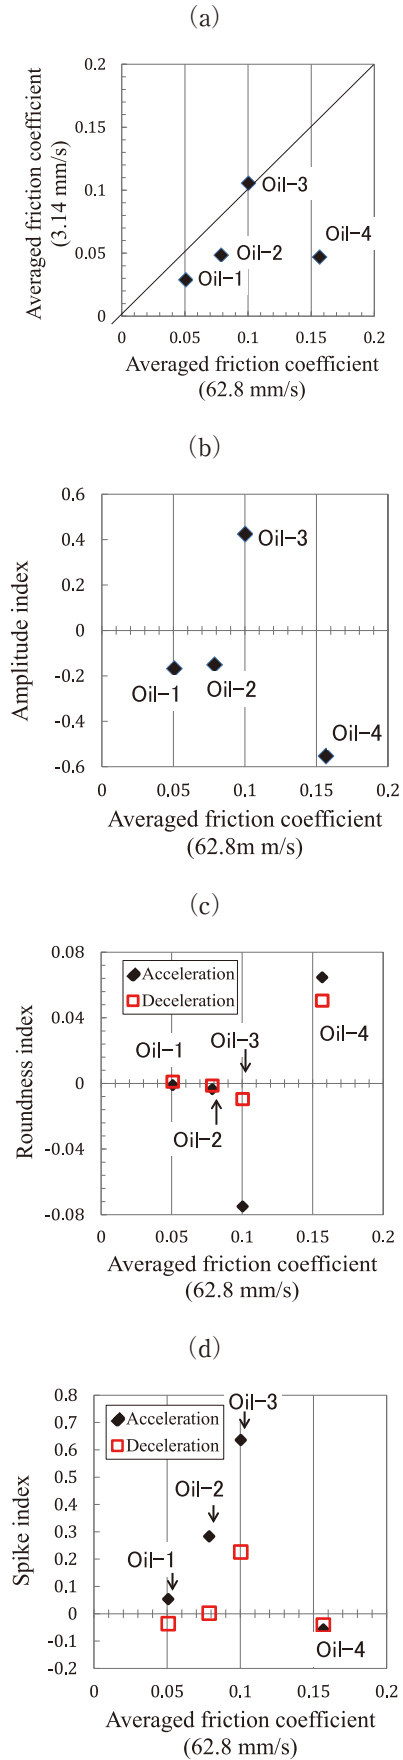 (a)
Averaged friction coefficient
(3.14 mm/s)
0.2
0.15
0.1
0.05
0
Oil-3
Oil-4
Oil-2
Oil-1
0 0.05 0.1 0.15 0.2
Averaged friction coefficient
(62.8 mm/s)
(b)
Amplitude index
0.6
0.4
0.2
0
-0.2
-0.4
-0.6
Oil-3
Oil-1
Oil-2
Oil-4
0 0.05 0.1 0.15 0.2
Averaged friction coefficient
(62.8m m/s)
(c)
Roundness index
0.08
0.04
0
-0.04
-0.08
Acceleration
Deceleration
Oil-4
Oil-3
Oil-1
Oil-2
0 0.05 0.1 0.15 0.2
Averaged friction coefficient
(62.8 mm/s)
(d)
Spike index
0.8
0.7
0.6
0.5
0.4
0.3
0.2
0.1
0
-0.1
-0.2
Oil-3
Acceleration
Deceleration
Oil-2
Oil-1
Oil-4
0 0.05 0.1 0.15 0.2
Averaged friction coefficient
(62.8 mm/s)